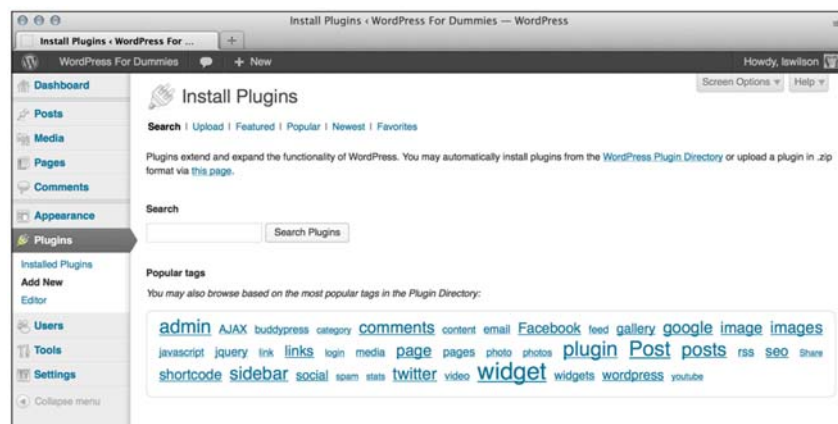 Install Plugins ‹ WordPress For Dummies — WordPress
Install Plugins ‹ WordPress For ...
WordPress For Dummies + New Howdy, lswilson
Screen Options Help
Dashboard
Posts
Media
Pages
Comments
Appearance
Plugins
Installed Plugins
Add New
Editor
Users
Tools
Settings
Collapse menu
Install Plugins
Search | Upload | Featured | Popular | Newest | Favorites
Plugins extend and expand the functionality of WordPress. You may automatically install plugins from the WordPress Plugin Directory or upload a plugin in .zip
format via this page.
Search
Search Plugins
Popular tags
You may also browse based on the most popular tags in the Plugin Directory:
admin AJAX buddypress category comments content email Facebook feed gallery google image images
javascript jquery link links login media page pages photo photos plugin Post posts rss seo Share
shortcode sidebar social spam stats twitter video widget widgets wordpress youtube